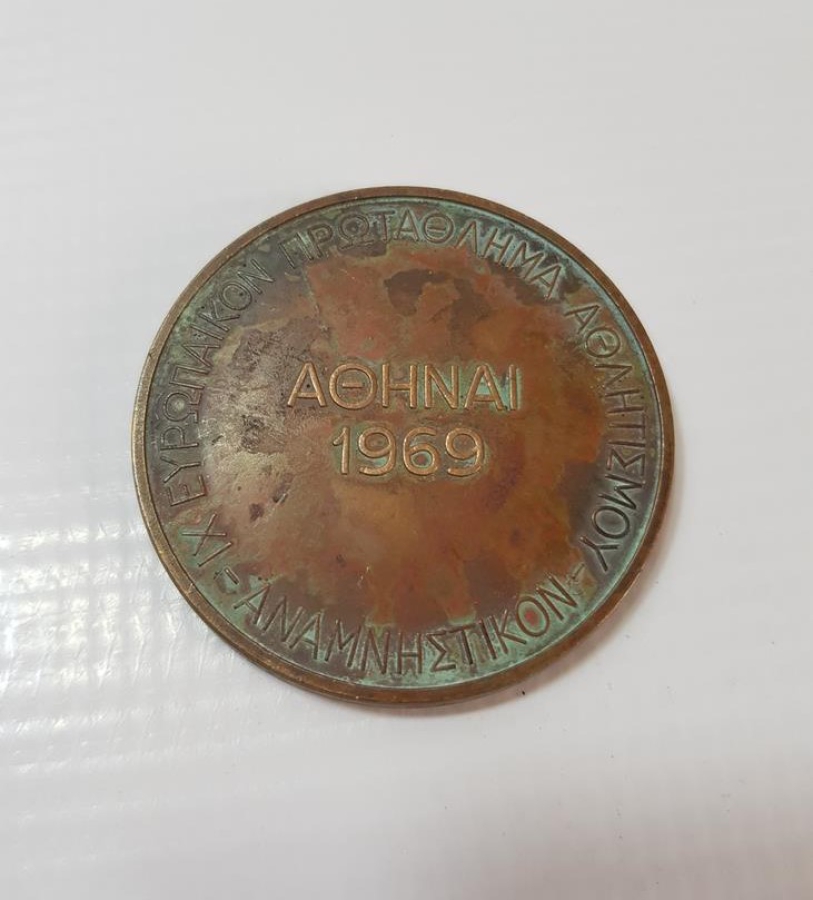 IX ΕΥΡΩΠΑΙΚΟΝ ΠΡΩΤΑΘΛΗΜΑ ΑΘΛΗΤΙΣΜΟΥ
ΑΘΗΝΑΙ
1969
-ΑΝΑΜΝΗΣΤΙΚΟΝ-